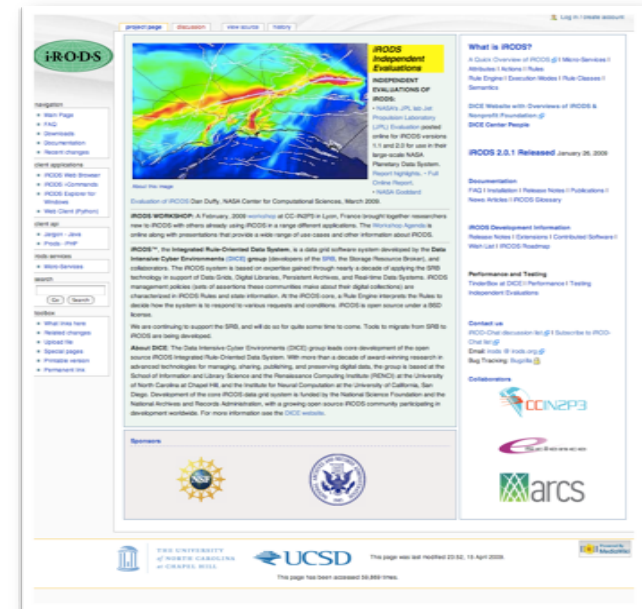 Log in / create account
project page
discussion
view source
history
iRODS
navigation
Main Page
FAQ
Downloads
Documentation
Recent changes
client applications
iRODS Web Browser
iRODS i-Commands
iRODS Explorer for
Windows
Web Client (Python)
client api
Jargon - Java
Prods - PHP
irods services
Micro-Services
search
Go
Search
toolbox
What links here
Related changes
Upload file
Special pages
Printable version
Permanent link
About this image
iRODS
Independent
Evaluations
INDEPENDENT
EVALUATIONS OF
iRODS:
• NASA's JPL lab Jet
Propulsion Laboratory
(JPL) Evaluation posted
online for iRODS versions
1.1 and 2.0 for use in their
large-scale NASA
Planetary Data System.
Report highlights. - Full
Online Report.
• NASA Goddard
Evaluation of iRODS Dan Duffy, NASA Center for Computational Sciences, March 2009.
iRODS WORKSHOP: A February, 2009 workshop at CC-IN2P3 in Lyon, France brought together researchers
new to iRODS with others already using iRODS in a range of different applications. The Workshop Agenda is
online along with presentations that provide a wide range of use cases and other information about iRODS.
iRODS™, the Integrated Rule-Oriented Data System, is a data grid software system developed by the Data
Intensive Cyber Environments (DICE) group (developers of the SRB, the Storage Resource Broker), and
collaborators. The iRODS system is based on expertise gained through nearly a decade of applying the SRB
technology in support of Data Grids, Digital Libraries, Persistent Archives, and Real-time Data Systems. iRODS
management policies (sets of assertions these communities make about their digital collections) are
characterized in iRODS Rules and state information. At the iRODS core, a Rule Engine interprets the Rules to
decide how the system is to respond to various requests and conditions. iRODS is open source under a BSD
license.
We are continuing to support the SRB, and will do so for quite some time to come. Tools to migrate from SRB to
iRODS are being developed.
About DICE: The Data Intensive Cyber Environments (DICE) group leads core development of the open
source iRODS Integrated Rule-Oriented Data System. With more than a decade of award-winning research in
advanced technologies for managing, sharing, publishing, and preserving digital data, the group is based at the
School of Information and Library Science and the Renaissance Computing Institute (RENCI) at the University
of North Carolina at Chapel Hill, and the Institute for Neural Computation at the University of California, San
Diego. Development of the core iRODS data grid system is funded by the National Science Foundation and the
National Archives and Records Administration, with a growing open source iRODS community participating in
development worldwide. For more information see the DICE website.
Sponsors
NSF
What is iRODS?
A Quick Overview of iRODS | Micro-Services |
Attributes | Actions | Rules
Rule Engine | Execution Modes | Rule Classes |
Semantics
DICE Website with Overviews of iRODS &
Nonprofit Foundation
DICE Center People
iRODS 2.0.1 Released January 26, 2009
Documentation
FAQ | Installation | Release Notes | Publications |
News Articles | iRODS Glossary
iRODS Development Information
Release Notes | Extensions | Contributed Software |
Wish List | iRODS Roadmap
Performance and Testing
TinderBox at DICE | Performance | Testing
Independent Evaluations
Contact us
iROD-Chat discussion list | Subscribe to iROD-
Chat list
Email
Bug Tracking: Bugzilla
Collaborators
CCIN2P3
arcs
THE UNIVERSITY
of NORTH CAROLINA
at CHAPEL HILL
UCSD
This page was last modified 23:52, 15 April 2009.
This page has been accessed 59,869 times.
Powered By
MediaWiki